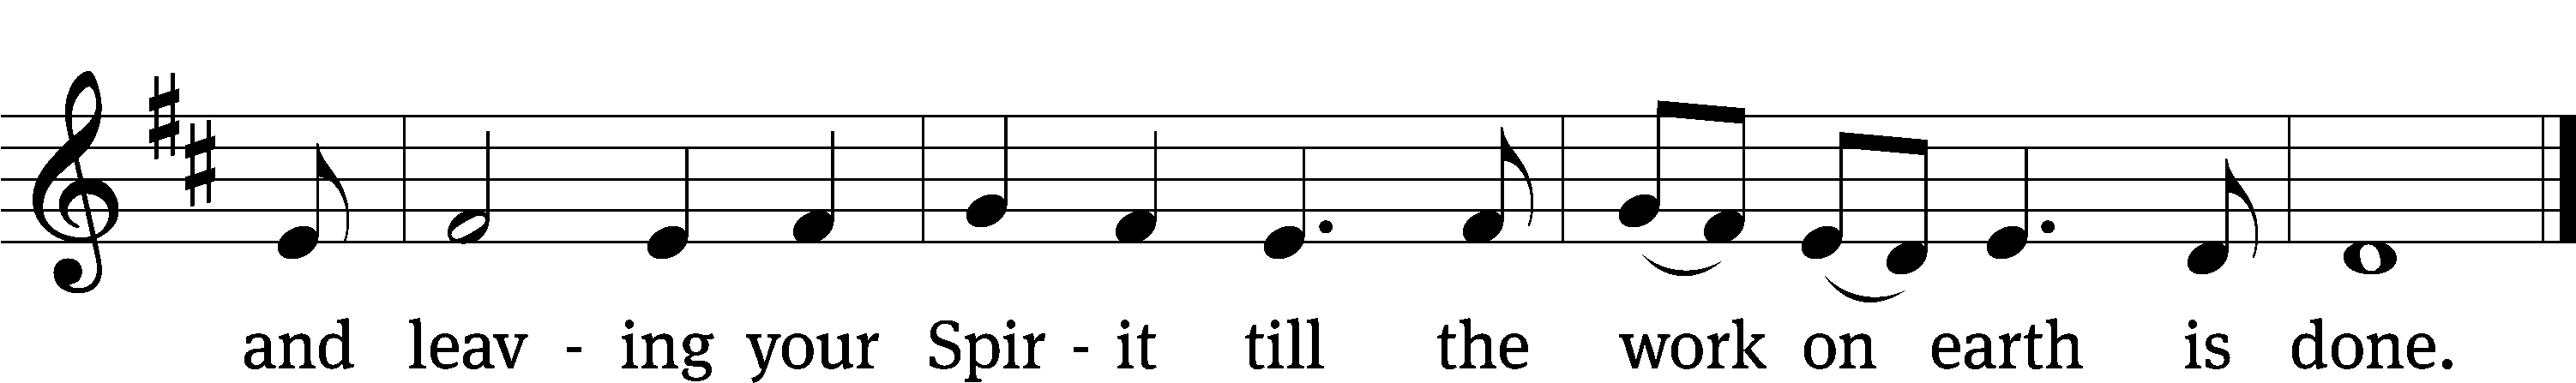 and leav - ing your Spir - it till the work on earth is done.